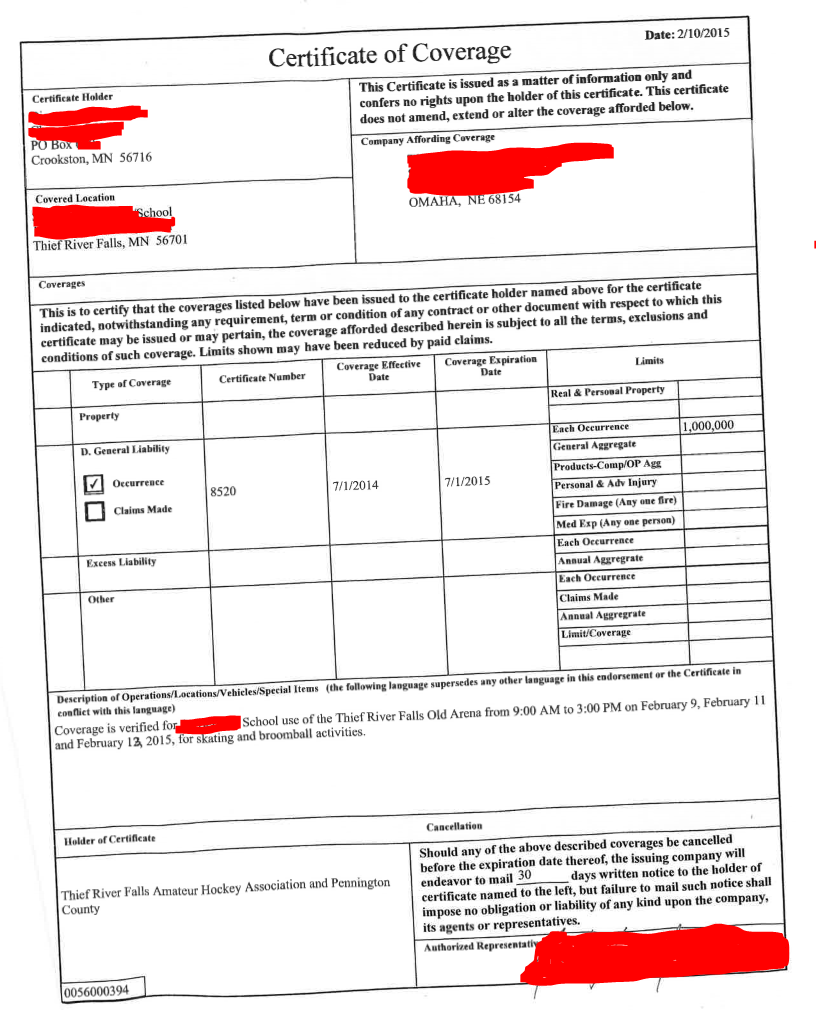 Date: 2/10/2015
Certificate of Coverage
Certificate Holder
PO Box
Crookston, MN 56716
This Certificate is issued as a matter of information only and
confers no rights upon the holder of this certificate. This certificate
does not amend, extend or alter the coverage afforded below.
Company Affording Coverage
OMAHA, NE 68154
Covered Location
School
Thief River Falls, MN 56701
Coverages
This is to certify that the coverages listed below have been issued to the certificate holder named above for the certificate
indicated, notwithstanding any requirement, term or condition of any contract or other document with respect to which this
certificate may be issued or may pertain, the coverage afforded described herein is subject to all the terms, exclusions and
conditions of such coverage. Limits shown may have been reduced by paid claims.
Type of Coverage
Certificate Number
Coverage Effective
Date
Coverage Expiration
Date
Limits
Property
Real & Personal Property
D. General Liability
✓ Occurrence
Claims Made
8520
7/1/2014
7/1/2015
Each Occurrence 1,000,000
General Aggregate
Products-Comp/OP Agg
Personal & Adv Injury
Fire Damage (Any one fire)
Med Exp (Any one person)
Excess Liability
Each Occurrence
Annual Aggregrate
Other
Each Occurrence
Claims Made
Annual Aggregrate
Limit/Coverage
Description of Operations/Locations/Vehicles/Special Items (the following language supersedes any other language in this endorsement or the Certificate in
conflict with this language)
Coverage is verified for School use of the Thief River Falls Old Arena from 9:00 AM to 3:00 PM on February 9, February 11
and February 13, 2015, for skating and broomball activities.
Holder of Certificate
Thief River Falls Amateur Hockey Association and Pennington
County
0056000394
Cancellation
Should any of the above described coverages be cancelled
before the expiration date thereof, the issuing company will
endeavor to mail 30 days written notice to the holder of
certificate named to the left, but failure to mail such notice shall
impose no obligation or liability of any kind upon the company,
its agents or representatives.
Authorized Representativ